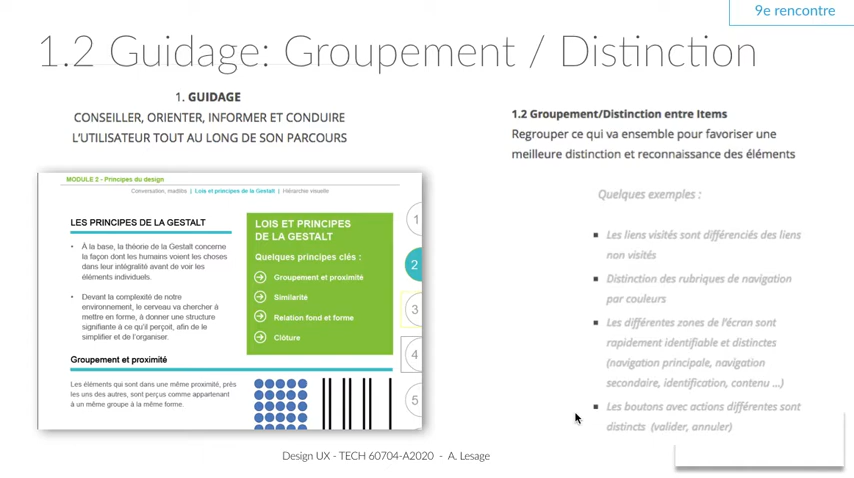 9e rencontre
1.2 Guidage: Groupement / Distinction
1. GUIDAGE
CONSEILLER, ORIENTER, INFORMER ET CONDUIRE
L'UTILISATEUR TOUT AU LONG DE SON PARCOURS
1.2 Groupement/Distinction entre Items
Regrouper ce qui va ensemble pour favoriser une
meilleure distinction et reconnaissance des éléments
Quelques exemples :
▪ Les liens visités sont différenciés des liens
non visités
▪ Distinction des rubriques de navigation
par couleurs
▪ Les différentes zones de l'écran sont
rapidement identifiable et distinctes
(navigation principale, navigation
secondaire, identification, contenu ...)
▪ Les boutons avec actions différentes sont
distincts (valider, annuler)
MODULE 2 - Principes du design
Conversation, maditis | Lois et principes de la Gestalt | Hiérarchie visuelle
LES PRINCIPES DE LA GESTALT
• À la base, la théorie de la Gestalt concerne
la façon dont les humains voient les choses
dans leur intégralité avant de voir les
éléments individuels.
• Devant la complexité de notre
environnement, le cerveau va chercher à
mettre en forme, à donner une structure
signifiante à ce qu'il perçoit, afin de le
simplifier et de l'organiser.
Groupement et proximité
Les éléments qui sont dans une même proximité, près
les uns des autres, sont perçus comme appartenant
à un même groupe à la même forme.
LOIS ET PRINCIPES
DE LA GESTALT
Quelques principes clés :
Groupement et proximité
Similarité
Relation fond et forme
Clôture
1
2
3
4
5
Design UX - TECH 60704-A2020 - A. Lesage